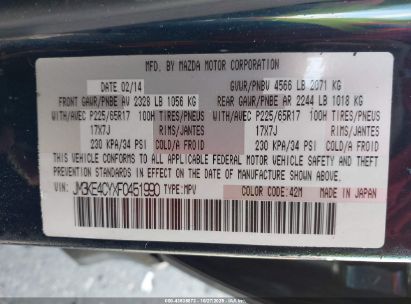 MFD. BY MAZDA MOTOR CORPORATION
DATE 02/14 GVWR/PNBV 4566 LB 2071 KG
FRONT GAWR/PNBE AV 2328 LB 1056 KG REAR GAWR/PNBE AR 2244 LB 1018 KG
WITH/AVEC P225/65R17 100H TIRES/PNEUS WITH/AVEC P225/65R17 100H TIRES/PNEUS
17X7J RIMS/JANTES 17X7J RIMS/JANTES
230 KPA/34 PSI COLD/A FROID 230 KPA/34 PSI COLD/A FROID
THIS VEHICLE CONFORMS TO ALL APPLICABLE FEDERAL MOTOR VEHICLE SAFETY, BUMPER, AND
THEFT PREVENTION STANDARDS IN EFFECT ON THE DATE OF MANUFACTURE SHOWN ABOVE.
VIN: JM3KE4CYXF0451990 TYPE:MPV COLOR CODE:42M MADE IN JAPAN